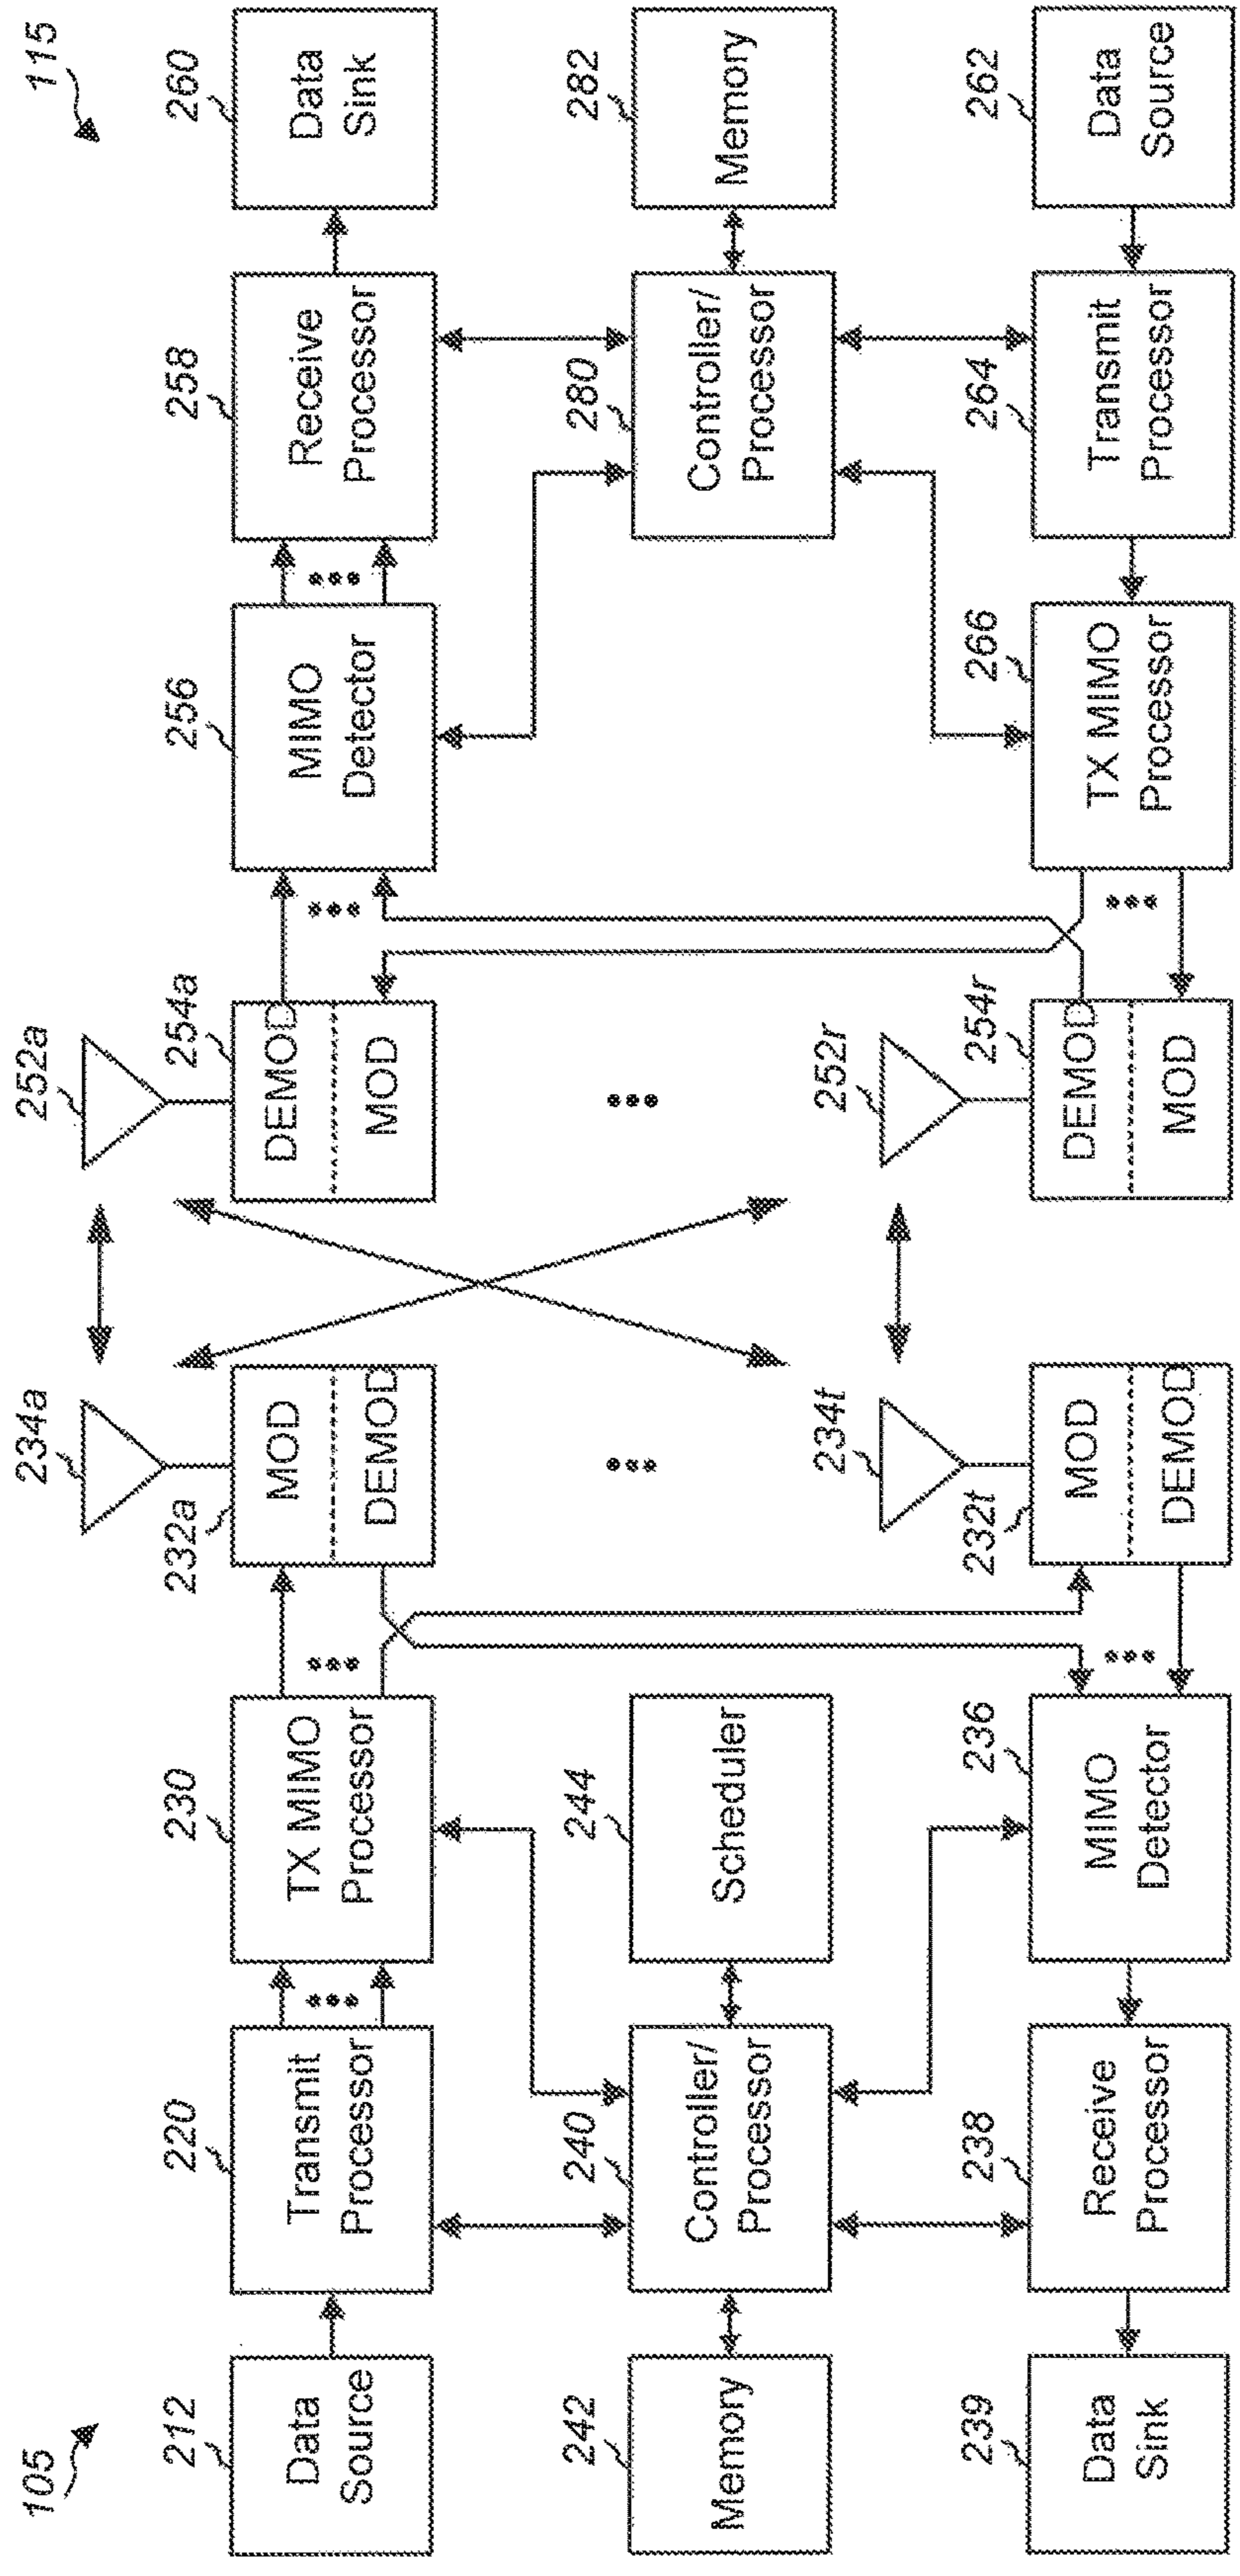 105
212
Data
Source
220
Transmit
Processor
230
TX MIMO
Processor
232a
MOD
DEMOD
234a
252a
254a
DEMOD
MOD
256
MIMO
Detector
258
Receive
Processor
260
Data
Sink
115
242
Memory
240
Controller/
Processor
244
Scheduler
280
Controller/
Processor
282
Memory
239
Data
Sink
238
Receive
Processor
236
MIMO
Detector
232t
MOD
DEMOD
234t
252r
254r
DEMOD
MOD
266
TX MIMO
Processor
264
Transmit
Processor
262
Data
Source